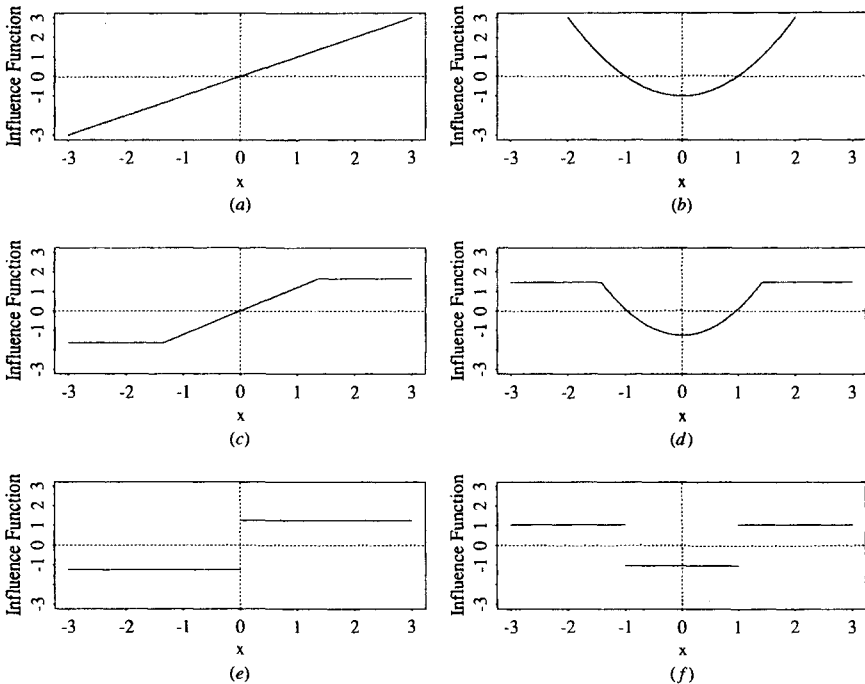 Influence Function
-3 -1 0 1 2 3
-3 -2 -1 0 1 2 3
x
(a)
Influence Function
-3 -1 0 1 2 3
-3 -2 -1 0 1 2 3
x
(b)
Influence Function
-3 -1 0 1 2 3
-3 -2 -1 0 1 2 3
x
(c)
Influence Function
-3 -1 0 1 2 3
-3 -2 -1 0 1 2 3
x
(d)
Influence Function
-3 -1 0 1 2 3
-3 -2 -1 0 1 2 3
x
(e)
Influence Function
-3 -1 0 1 2 3
-3 -2 -1 0 1 2 3
x
(f)